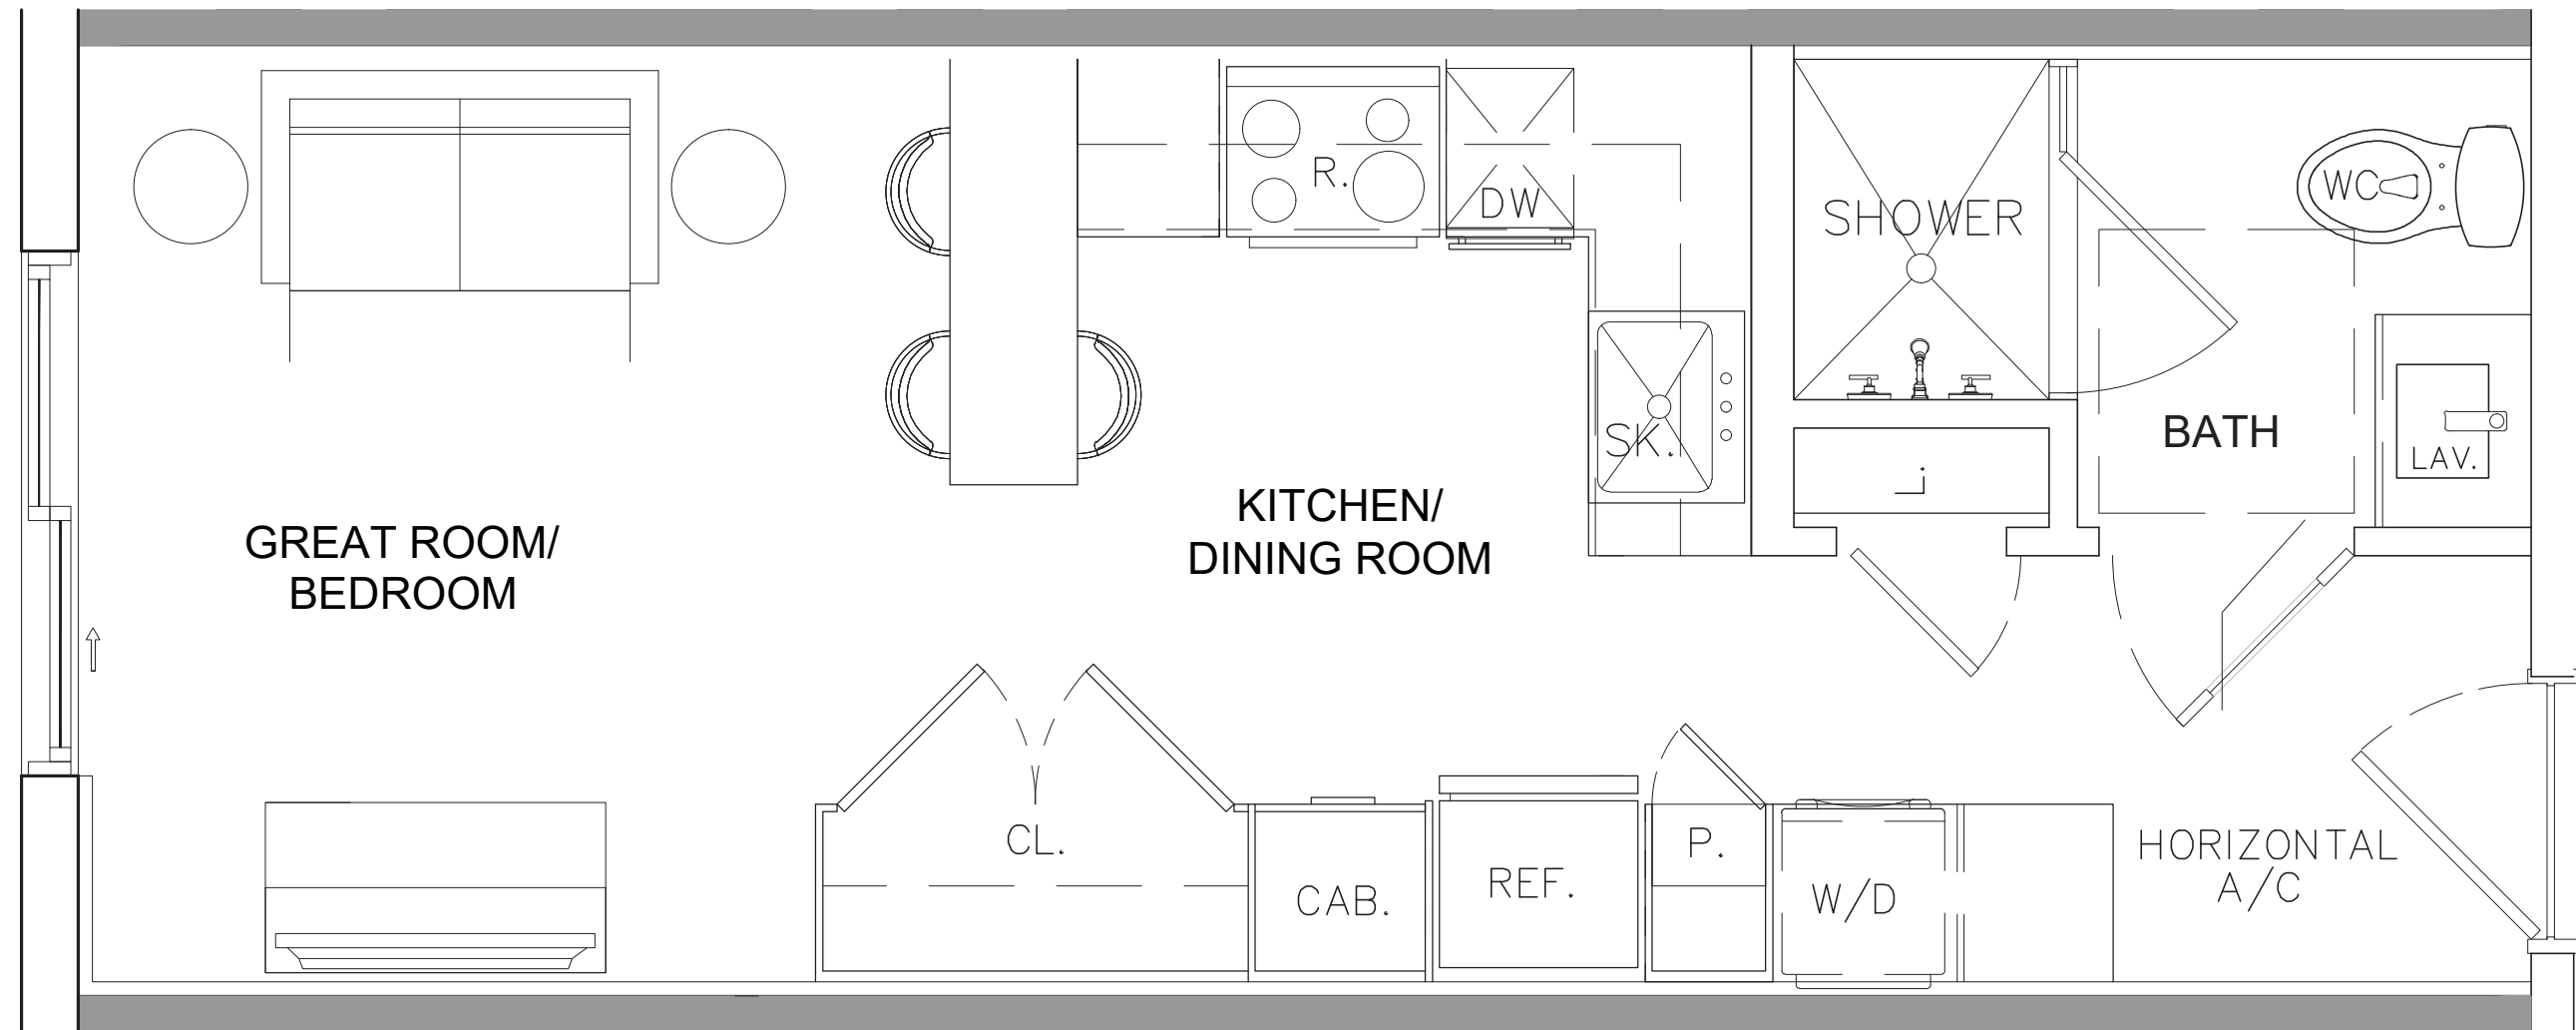 R.
DW
SHOWER
WC
SK.
BATH
LAV.
L
GREAT ROOM/
BEDROOM
KITCHEN/
DINING ROOM
CL.
CAB.
REF.
P.
W/D
HORIZONTAL
A/C